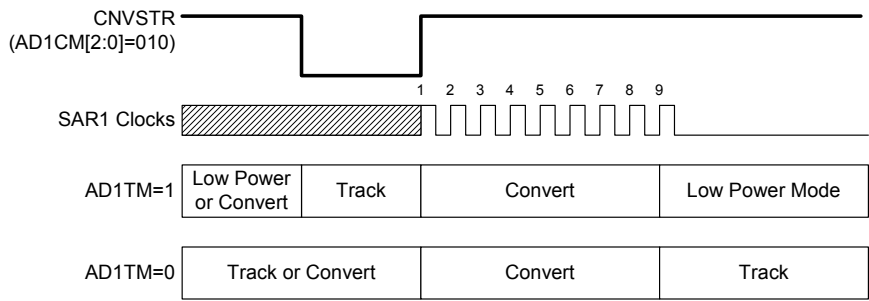 CNVSTR
(AD1CM[2:0]=010)
1 2 3 4 5 6 7 8 9
SAR1 Clocks
AD1TM=1
Low Power
or Convert
Track
Convert
Low Power Mode
AD1TM=0
Track or Convert
Convert
Track